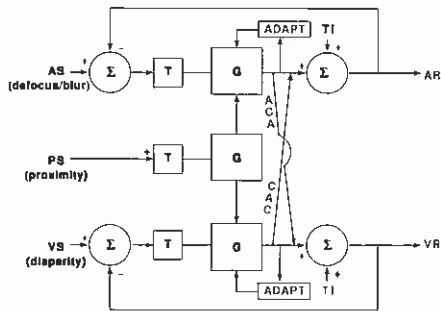 ADAPT TI
- - +
+ Σ T G + Σ AR
AS
(defocus/blur)
A
C
A
PS + T G
(proximity)
C
A
C
VS + Σ T G + Σ VR
(disparity)
- - +
ADAPT TI